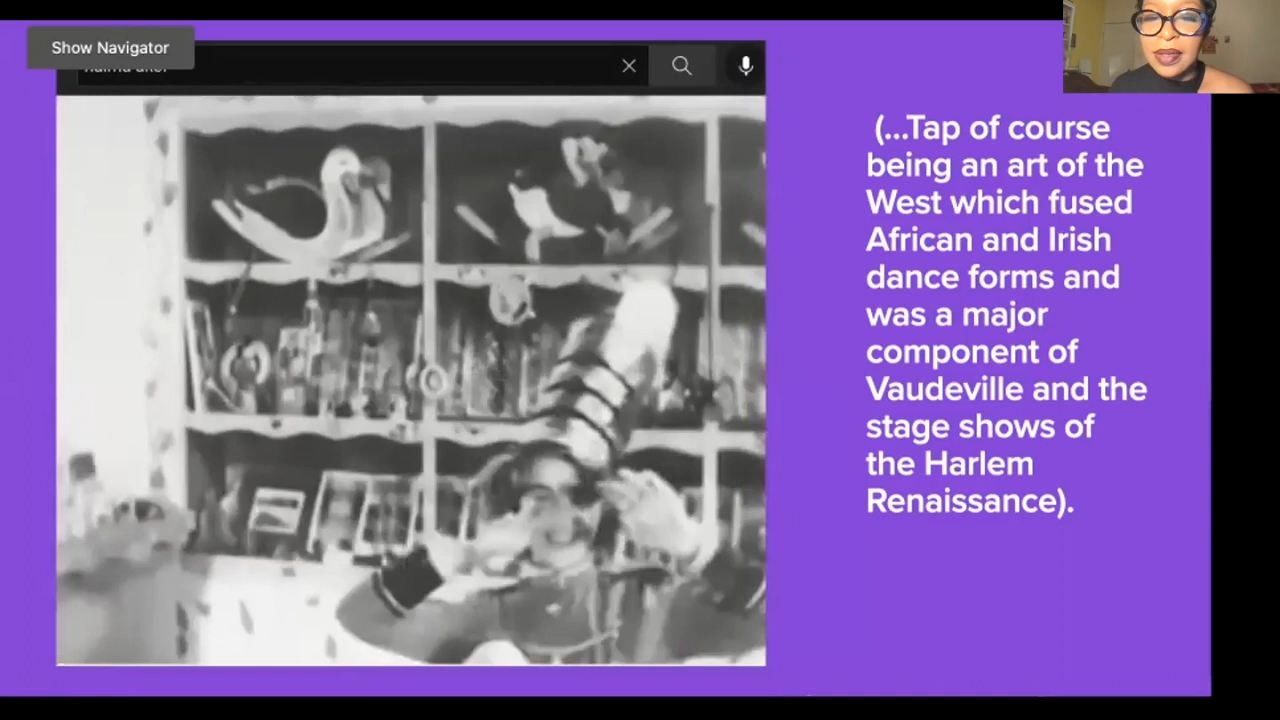 Show Navigator
(...Tap of course
being an art of the
West which fused
African and Irish
dance forms and
was a major
component of
Vaudeville and the
stage shows of
the Harlem
Renaissance).